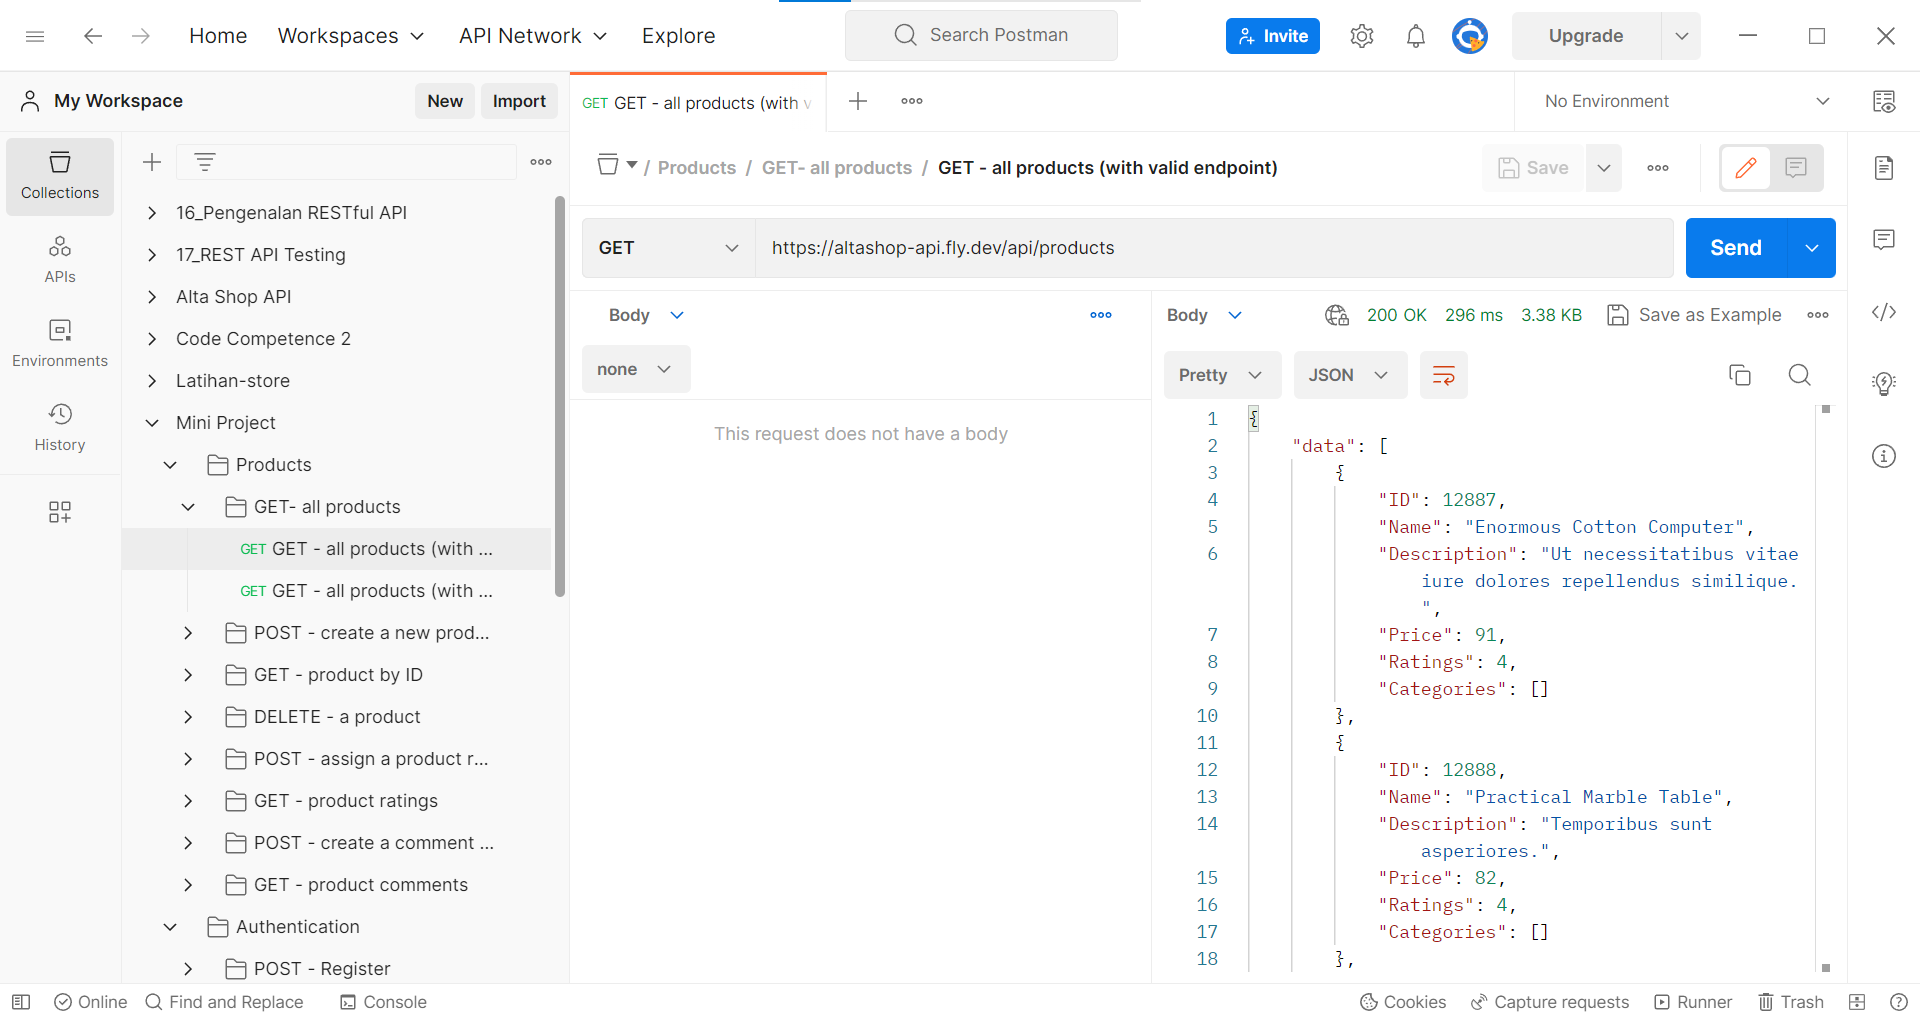 Home
Workspaces
API Network
Explore
Search Postman
Invite
Upgrade
My Workspace
New
Import
GET GET - all products (with v
No Environment
Collections
APIs
Environments
History
16_Pengenalan RESTful API
17_REST API Testing
Alta Shop API
Code Competence 2
Latihan-store
Mini Project
Products
GET- all products
GET GET - all products (with ...
GET GET - all products (with ...
POST - create a new prod...
GET - product by ID
DELETE - a product
POST - assign a product r...
GET - product ratings
POST - create a comment ...
GET - product comments
Authentication
POST - Register
/ Products / GET- all products / GET - all products (with valid endpoint)
Save
GET
https://altashop-api.fly.dev/api/products
Send
Body
none
This request does not have a body
Body
200 OK 296 ms 3.38 KB
Save as Example
Pretty
JSON
1 {
2 "data": [
3 {
4 "ID": 12887,
5 "Name": "Enormous Cotton Computer",
6 "Description": "Ut necessitatibus vitae
iure dolores repellendus similique.
",
7 "Price": 91,
8 "Ratings": 4,
9 "Categories": []
10 },
11 {
12 "ID": 12888,
13 "Name": "Practical Marble Table",
14 "Description": "Temporibus sunt
asperiores.",
15 "Price": 82,
16 "Ratings": 4,
17 "Categories": []
18 },
Online
Find and Replace
Console
Cookies
Capture requests
Runner
Trash